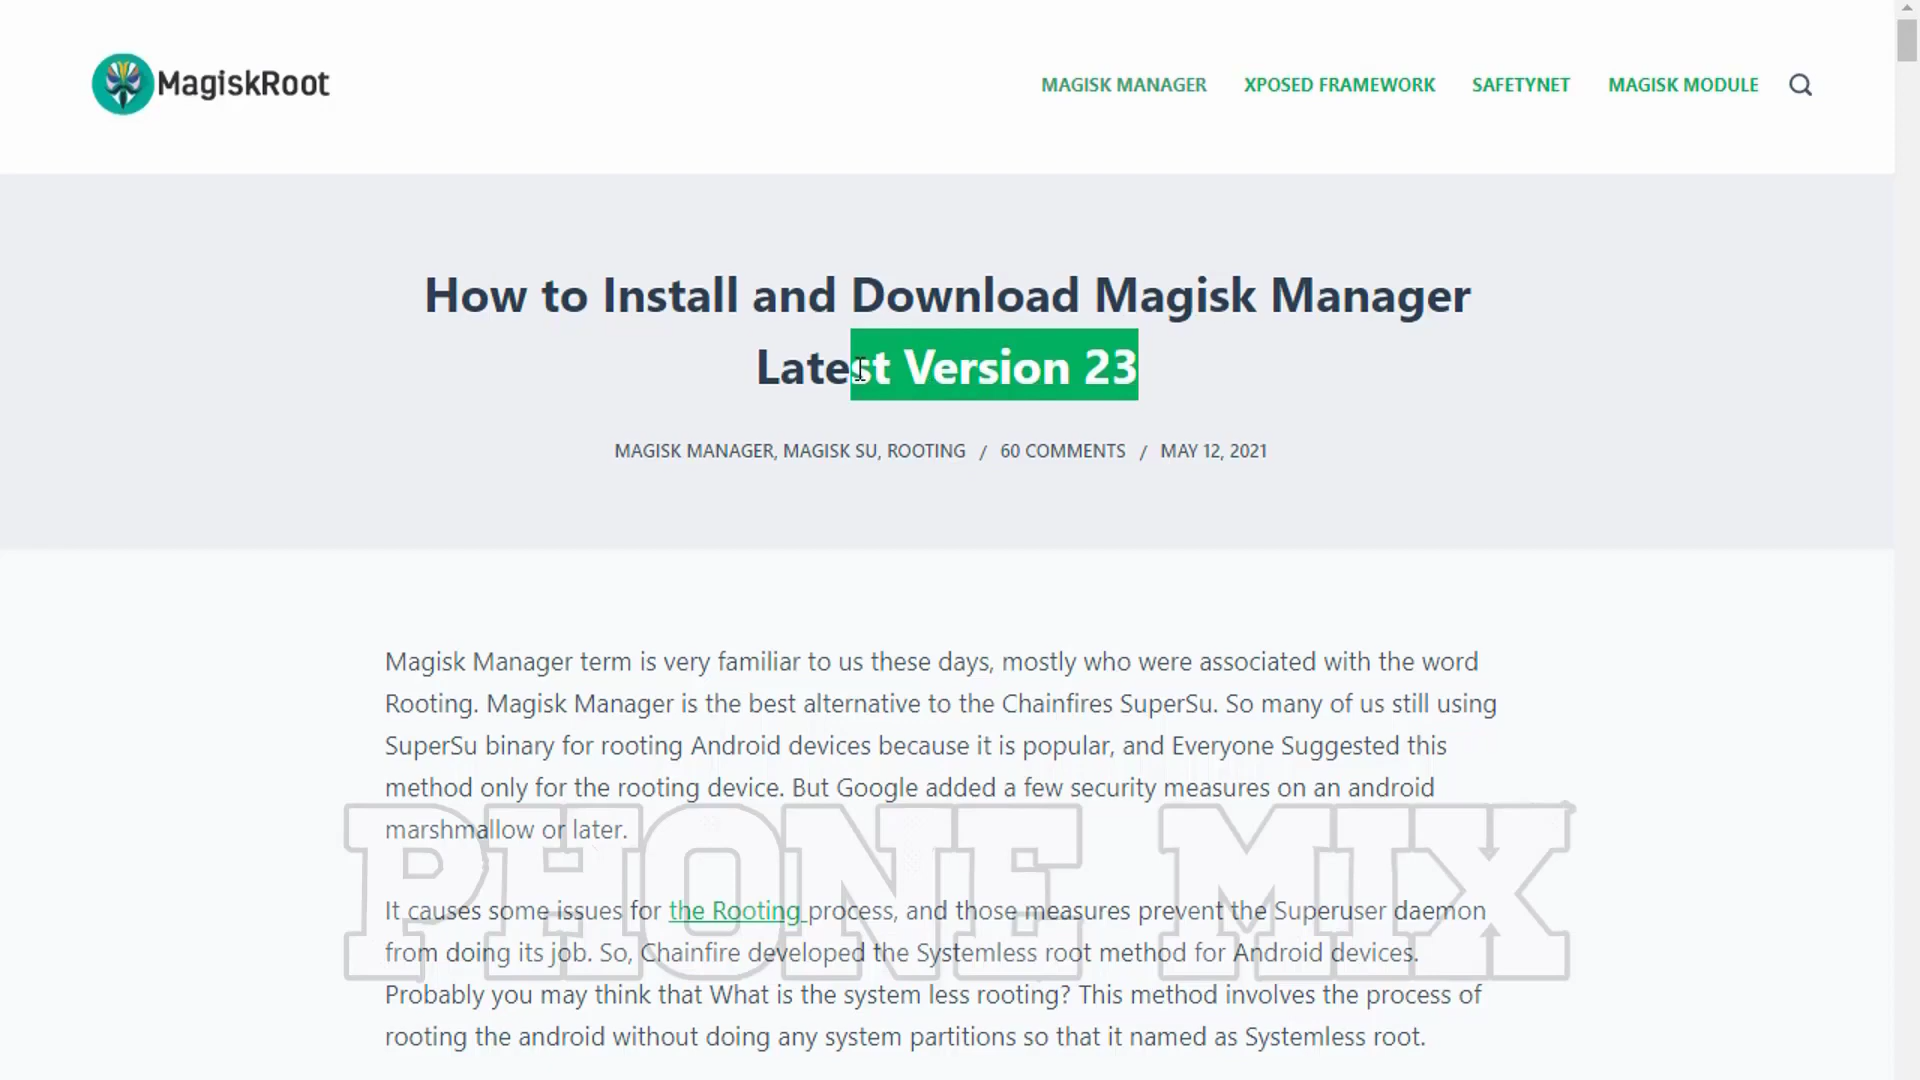 MagiskRoot
MAGISK MANAGER XPOSED FRAMEWORK SAFETYNET MAGISK MODULE
How to Install and Download Magisk Manager
Latest Version 23
MAGISK MANAGER, MAGISK SU, ROOTING / 60 COMMENTS / MAY 12, 2021
Magisk Manager term is very familiar to us these days, mostly who were associated with the word
Rooting. Magisk Manager is the best alternative to the Chainfires SuperSu. So many of us still using
SuperSu binary for rooting Android devices because it is popular, and Everyone Suggested this
method only for the rooting device. But Google added a few security measures on an android
marshmallow or later.
PHONE MIX
It causes some issues for the Rooting process, and those measures prevent the Superuser daemon
from doing its job. So, Chainfire developed the Systemless root method for Android devices.
Probably you may think that What is the system less rooting? This method involves the process of
rooting the android without doing any system partitions so that it named as Systemless root.